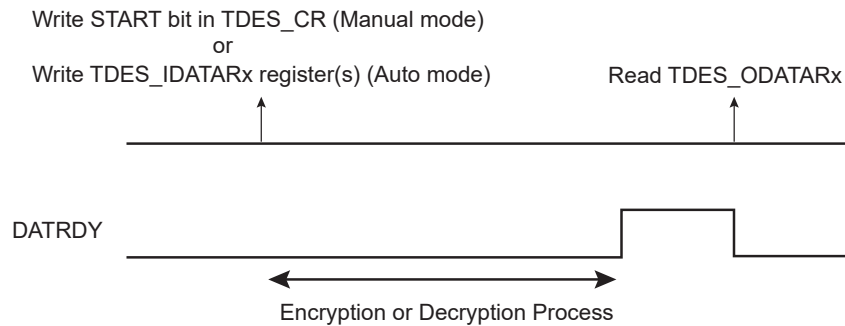 Write START bit in TDES_CR (Manual mode)
or
Write TDES_IDATARx register(s) (Auto mode)
Read TDES_ODATARx
DATRDY
Encryption or Decryption Process